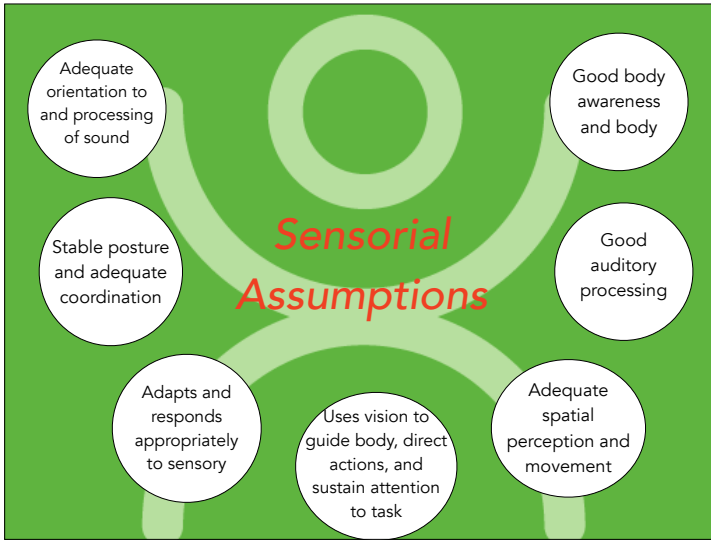 Adequate
orientation to
and processing
of sound
Good body
awareness
and body
Sensorial
Assumptions
Stable posture
and adequate
coordination
Good
auditory
processing
Adapts and
responds
appropriately
to sensory
Uses vision to
guide body, direct
actions, and
sustain attention
to task
Adequate
spatial
perception and
movement